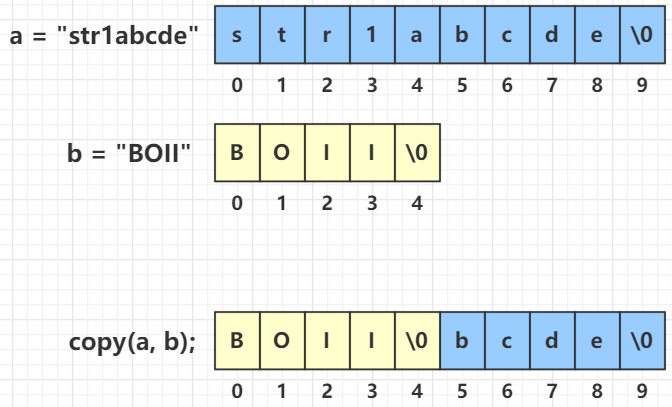 a = "str1abcde" s t r 1 a b c d e \0
0 1 2 3 4 5 6 7 8 9
b = "BOII" B O I I \0
0 1 2 3 4
copy(a, b); B O I I \0 b c d e \0
0 1 2 3 4 5 6 7 8 9